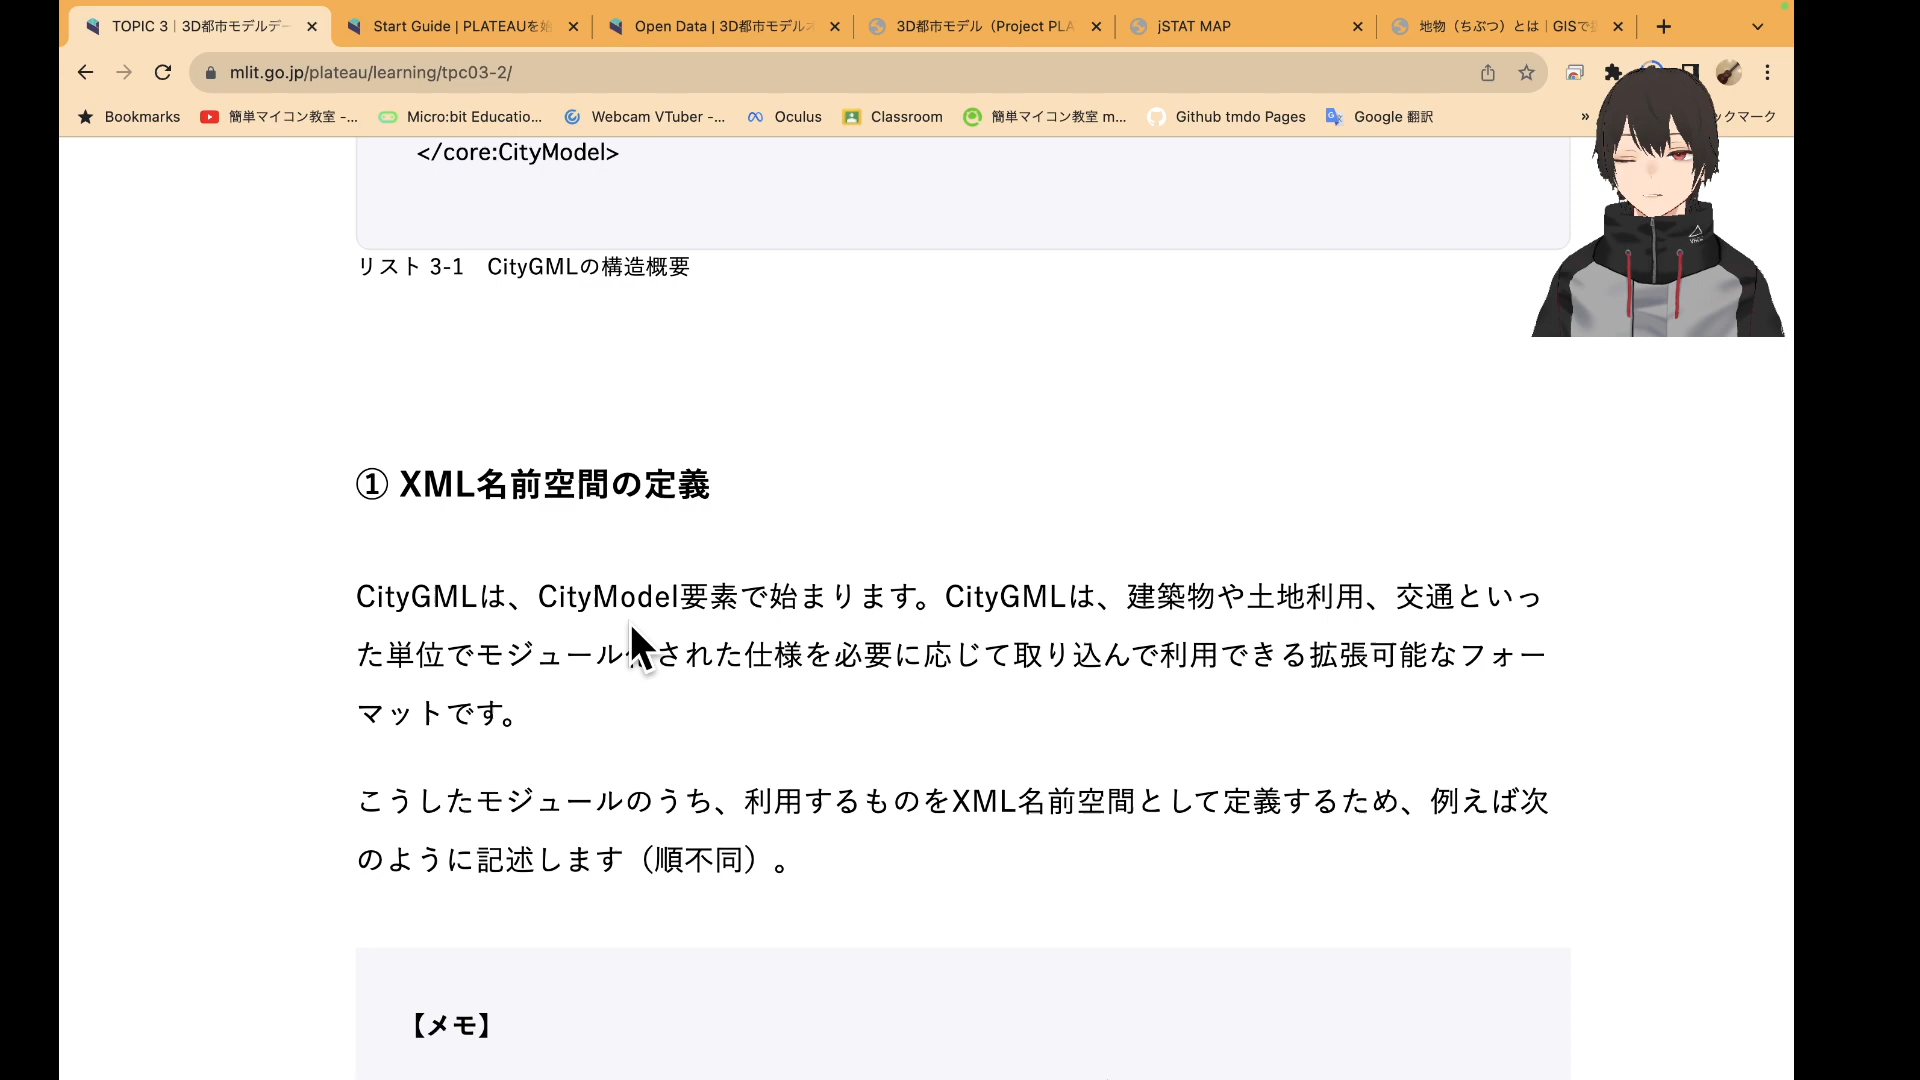 TOPIC 3｜3D都市モデルデー
Start Guide | PLATEAUを始
Open Data | 3D都市モデル
3D都市モデル（Project PLA
jSTAT MAP
地物（ちぶつ）とは｜GISで
mlit.go.jp/plateau/learning/tpc03-2/
Bookmarks
簡単マイコン教室 -...
Micro:bit Educatio...
Webcam VTuber -...
Oculus
Classroom
簡単マイコン教室 m...
Github tmdo Pages
Google 翻訳
»
ックマーク
</core:CityModel>
リスト 3-1　CityGMLの構造概要
① XML名前空間の定義
CityGMLは、CityModel要素で始まります。CityGMLは、建築物や土地利用、交通といっ
た単位でモジュール化された仕様を必要に応じて取り込んで利用できる拡張可能なフォー
マットです。
こうしたモジュールのうち、利用するものをXML名前空間として定義するため、例えば次
のように記述します（順不同）。
【メモ】